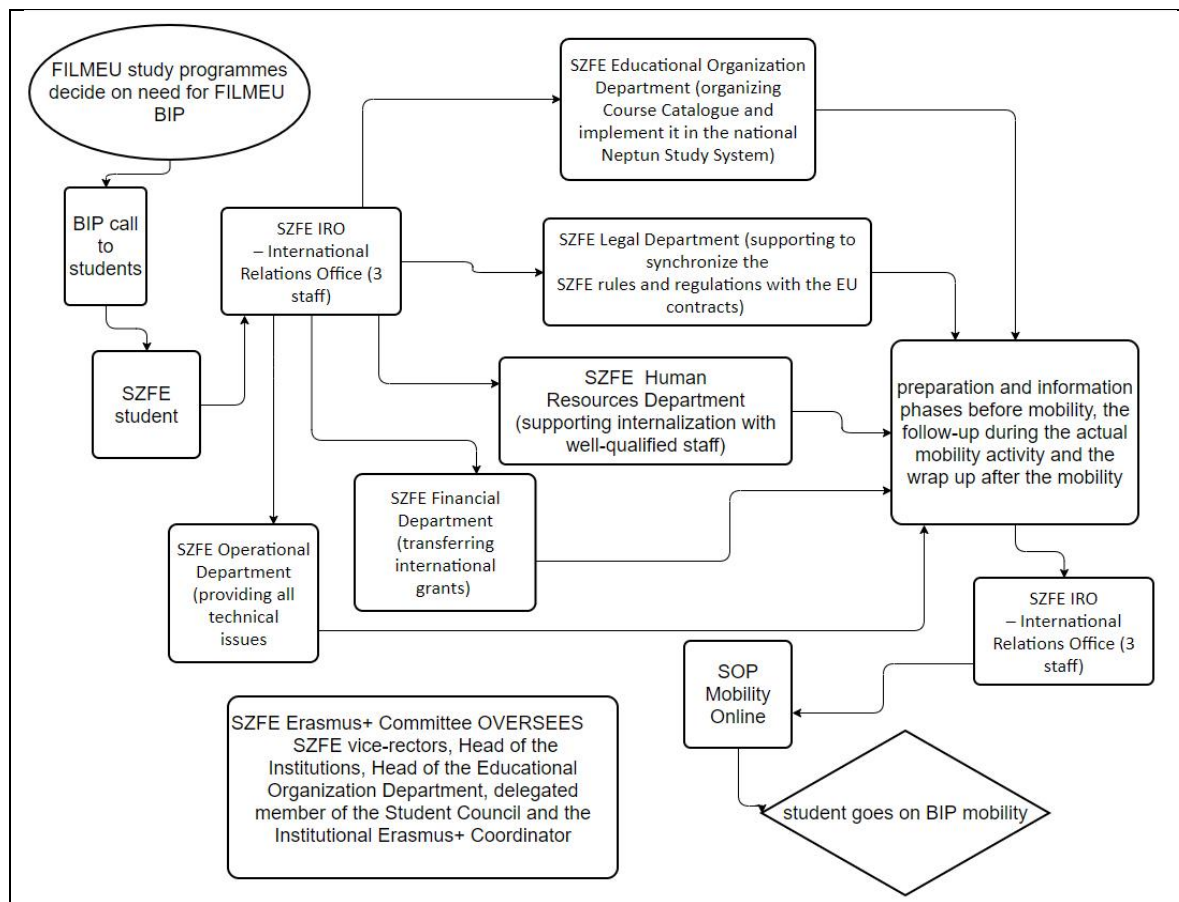 FILMEU study programmes
decide on need for FILMEU
BIP
BIP call
to
students
SZFE
student
SZFE IRO
– International
Relations Office (3
staff)
SZFE Educational Organization
Department (organizing
Course Catalogue and
implement it in the national
Neptun Study System)
SZFE Legal Department (supporting to
synchronize the
SZFE rules and regulations with the EU
contracts)
SZFE Human
Resources Department
(supporting internalization with
well-qualified staff)
SZFE Financial
Department
(transferring
international
grants)
SZFE Operational
Department
(providing all
technical
issues
preparation and information
phases before mobility, the
follow-up during the actual
mobility activity and the
wrap up after the mobility
SZFE IRO
– International
Relations Office (3
staff)
SOP
Mobility
Online
student goes on BIP mobility
SZFE Erasmus+ Committee OVERSEES
SZFE vice-rectors, Head of the
Institutions, Head of the Educational
Organization Department, delegated
member of the Student Council and the
Institutional Erasmus+ Coordinator